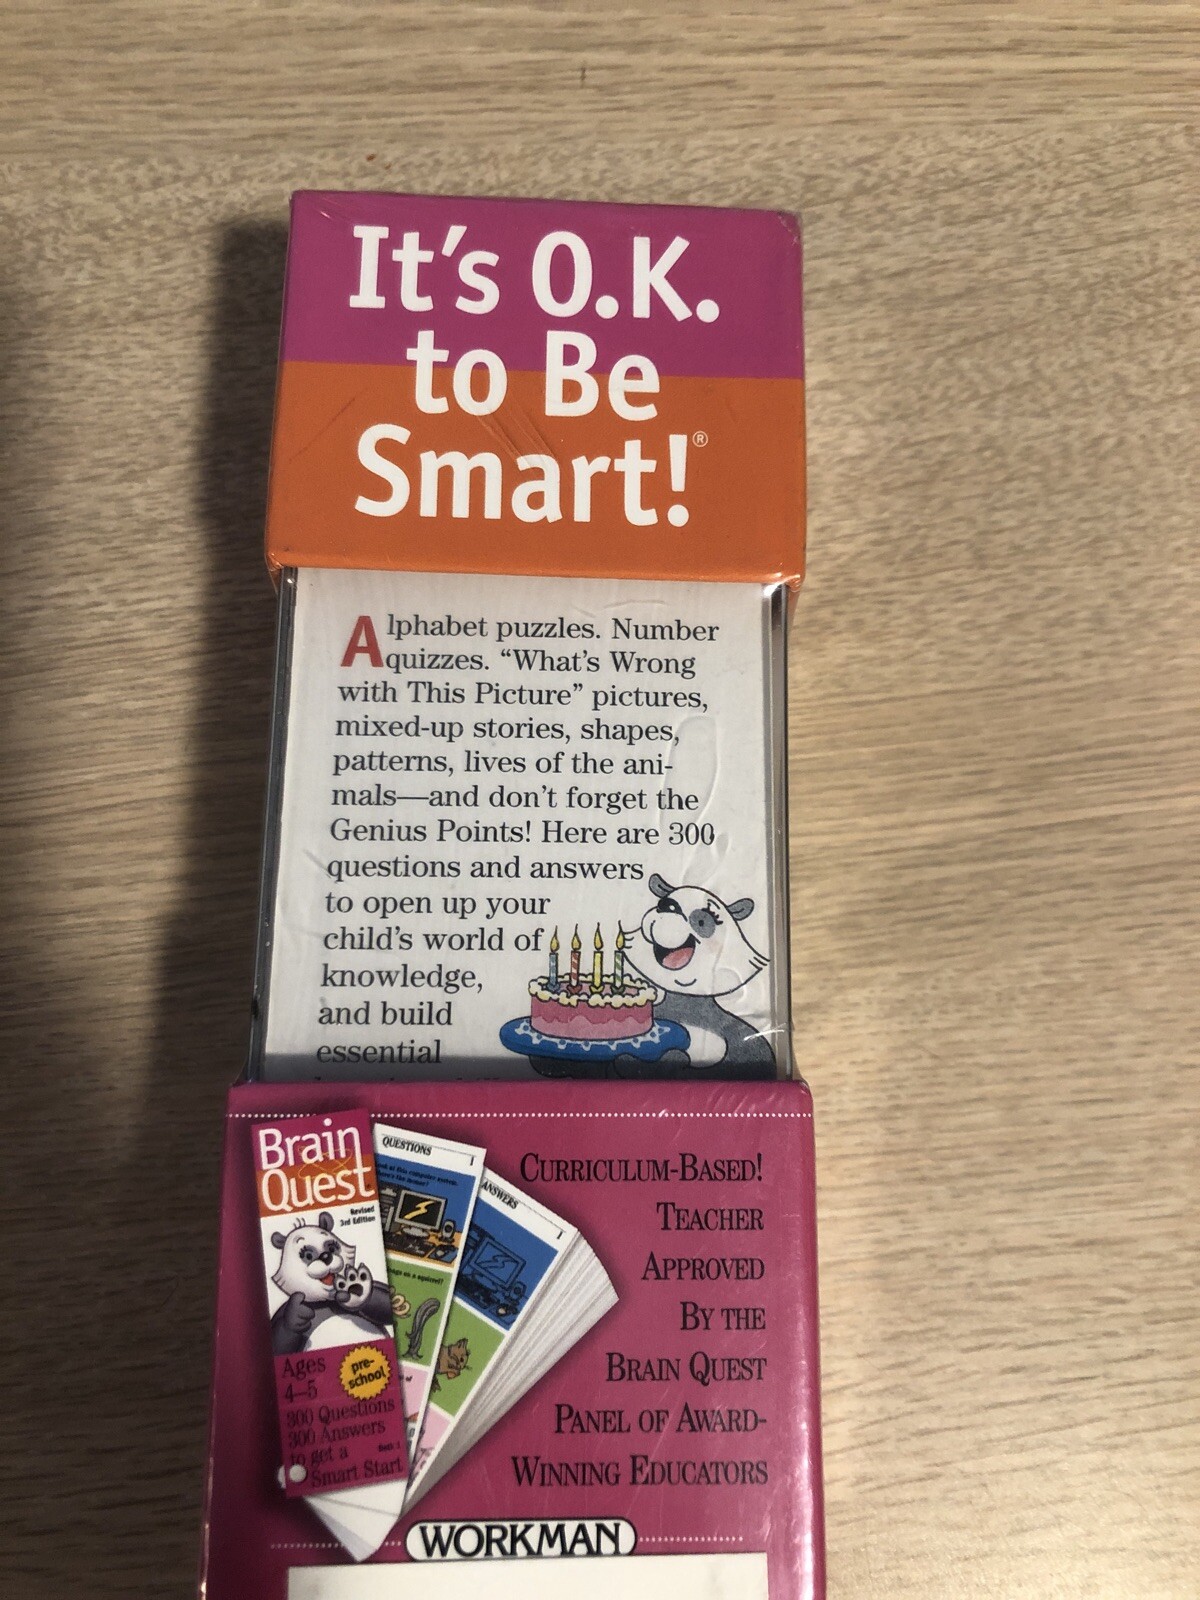 It's O.K.
to Be
Smart!®
Alphabet puzzles. Number
quizzes. “What's Wrong
with This Picture” pictures,
mixed-up stories, shapes,
patterns, lives of the ani-
mals—and don't forget the
Genius Points! Here are 300
questions and answers
to open up your
child's world of
knowledge,
and build
essential
Brain
Quest
Revised
3rd Edition
Ages
4–5
pre-
school
300 Questions
300 Answers
to get a
Smart Start
QUESTIONS
1
ANSWERS
1
CURRICULUM-BASED!
TEACHER
APPROVED
BY THE
BRAIN QUEST
PANEL OF AWARD-
WINNING EDUCATORS
WORKMAN